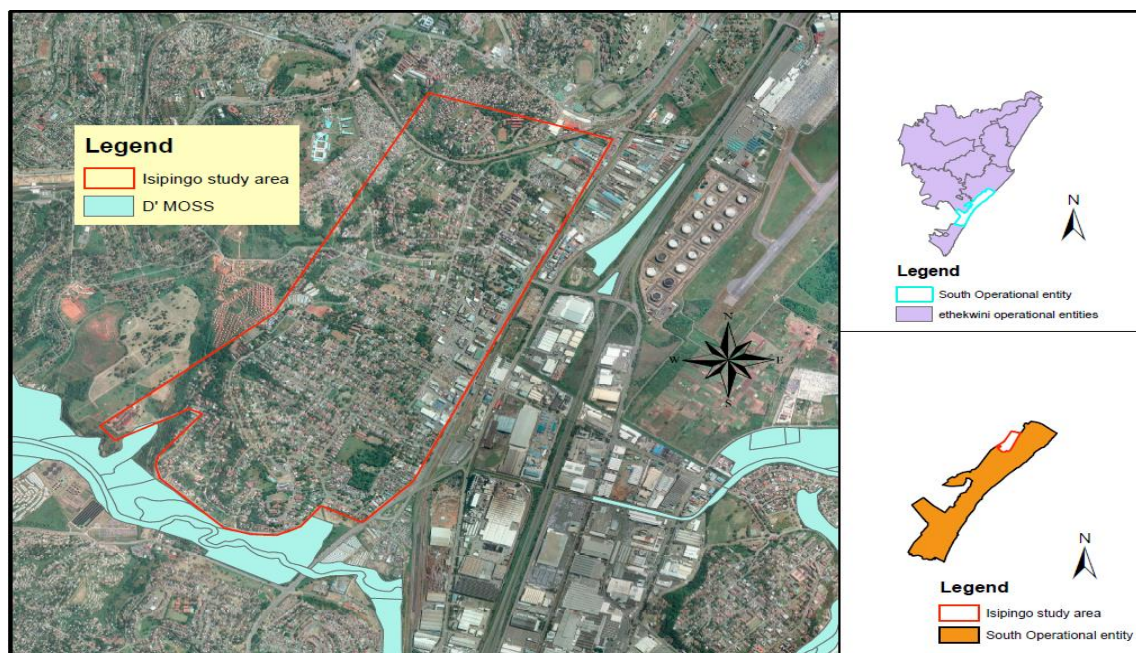 Legend
Isipingo study area
D' MOSS
N
W
E
S
N
Legend
South Operational entity
ethekwini operational entities
N
Legend
Isipingo study area
South Operational entity